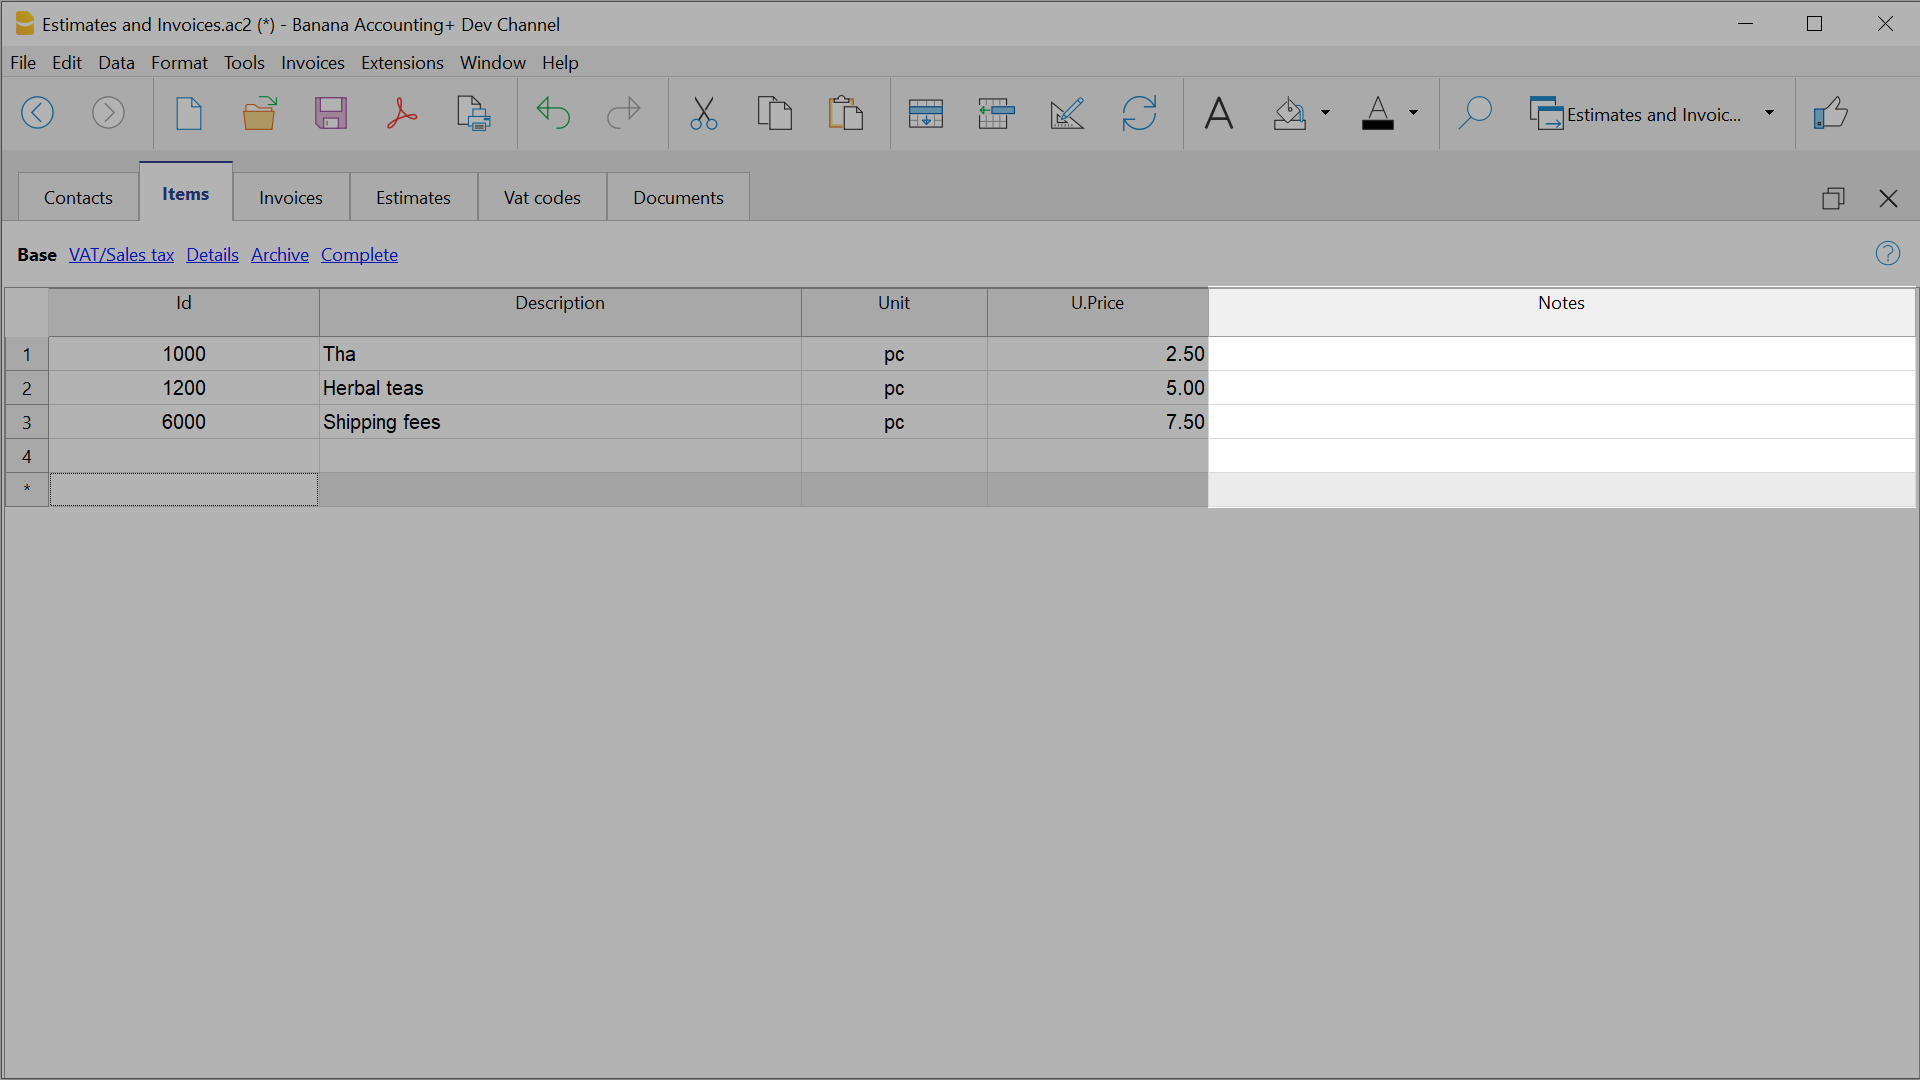 Estimates and Invoices.ac2 (*) - Banana Accounting+ Dev Channel
File Edit Data Format Tools Invoices Extensions Window Help
Estimates and Invoic...
Contacts Items Invoices Estimates Vat codes Documents
Base VAT/Sales tax Details Archive Complete
Id Description Unit U.Price Notes
1 1000 Tha pc 2.50
2 1200 Herbal teas pc 5.00
3 6000 Shipping fees pc 7.50
4
*